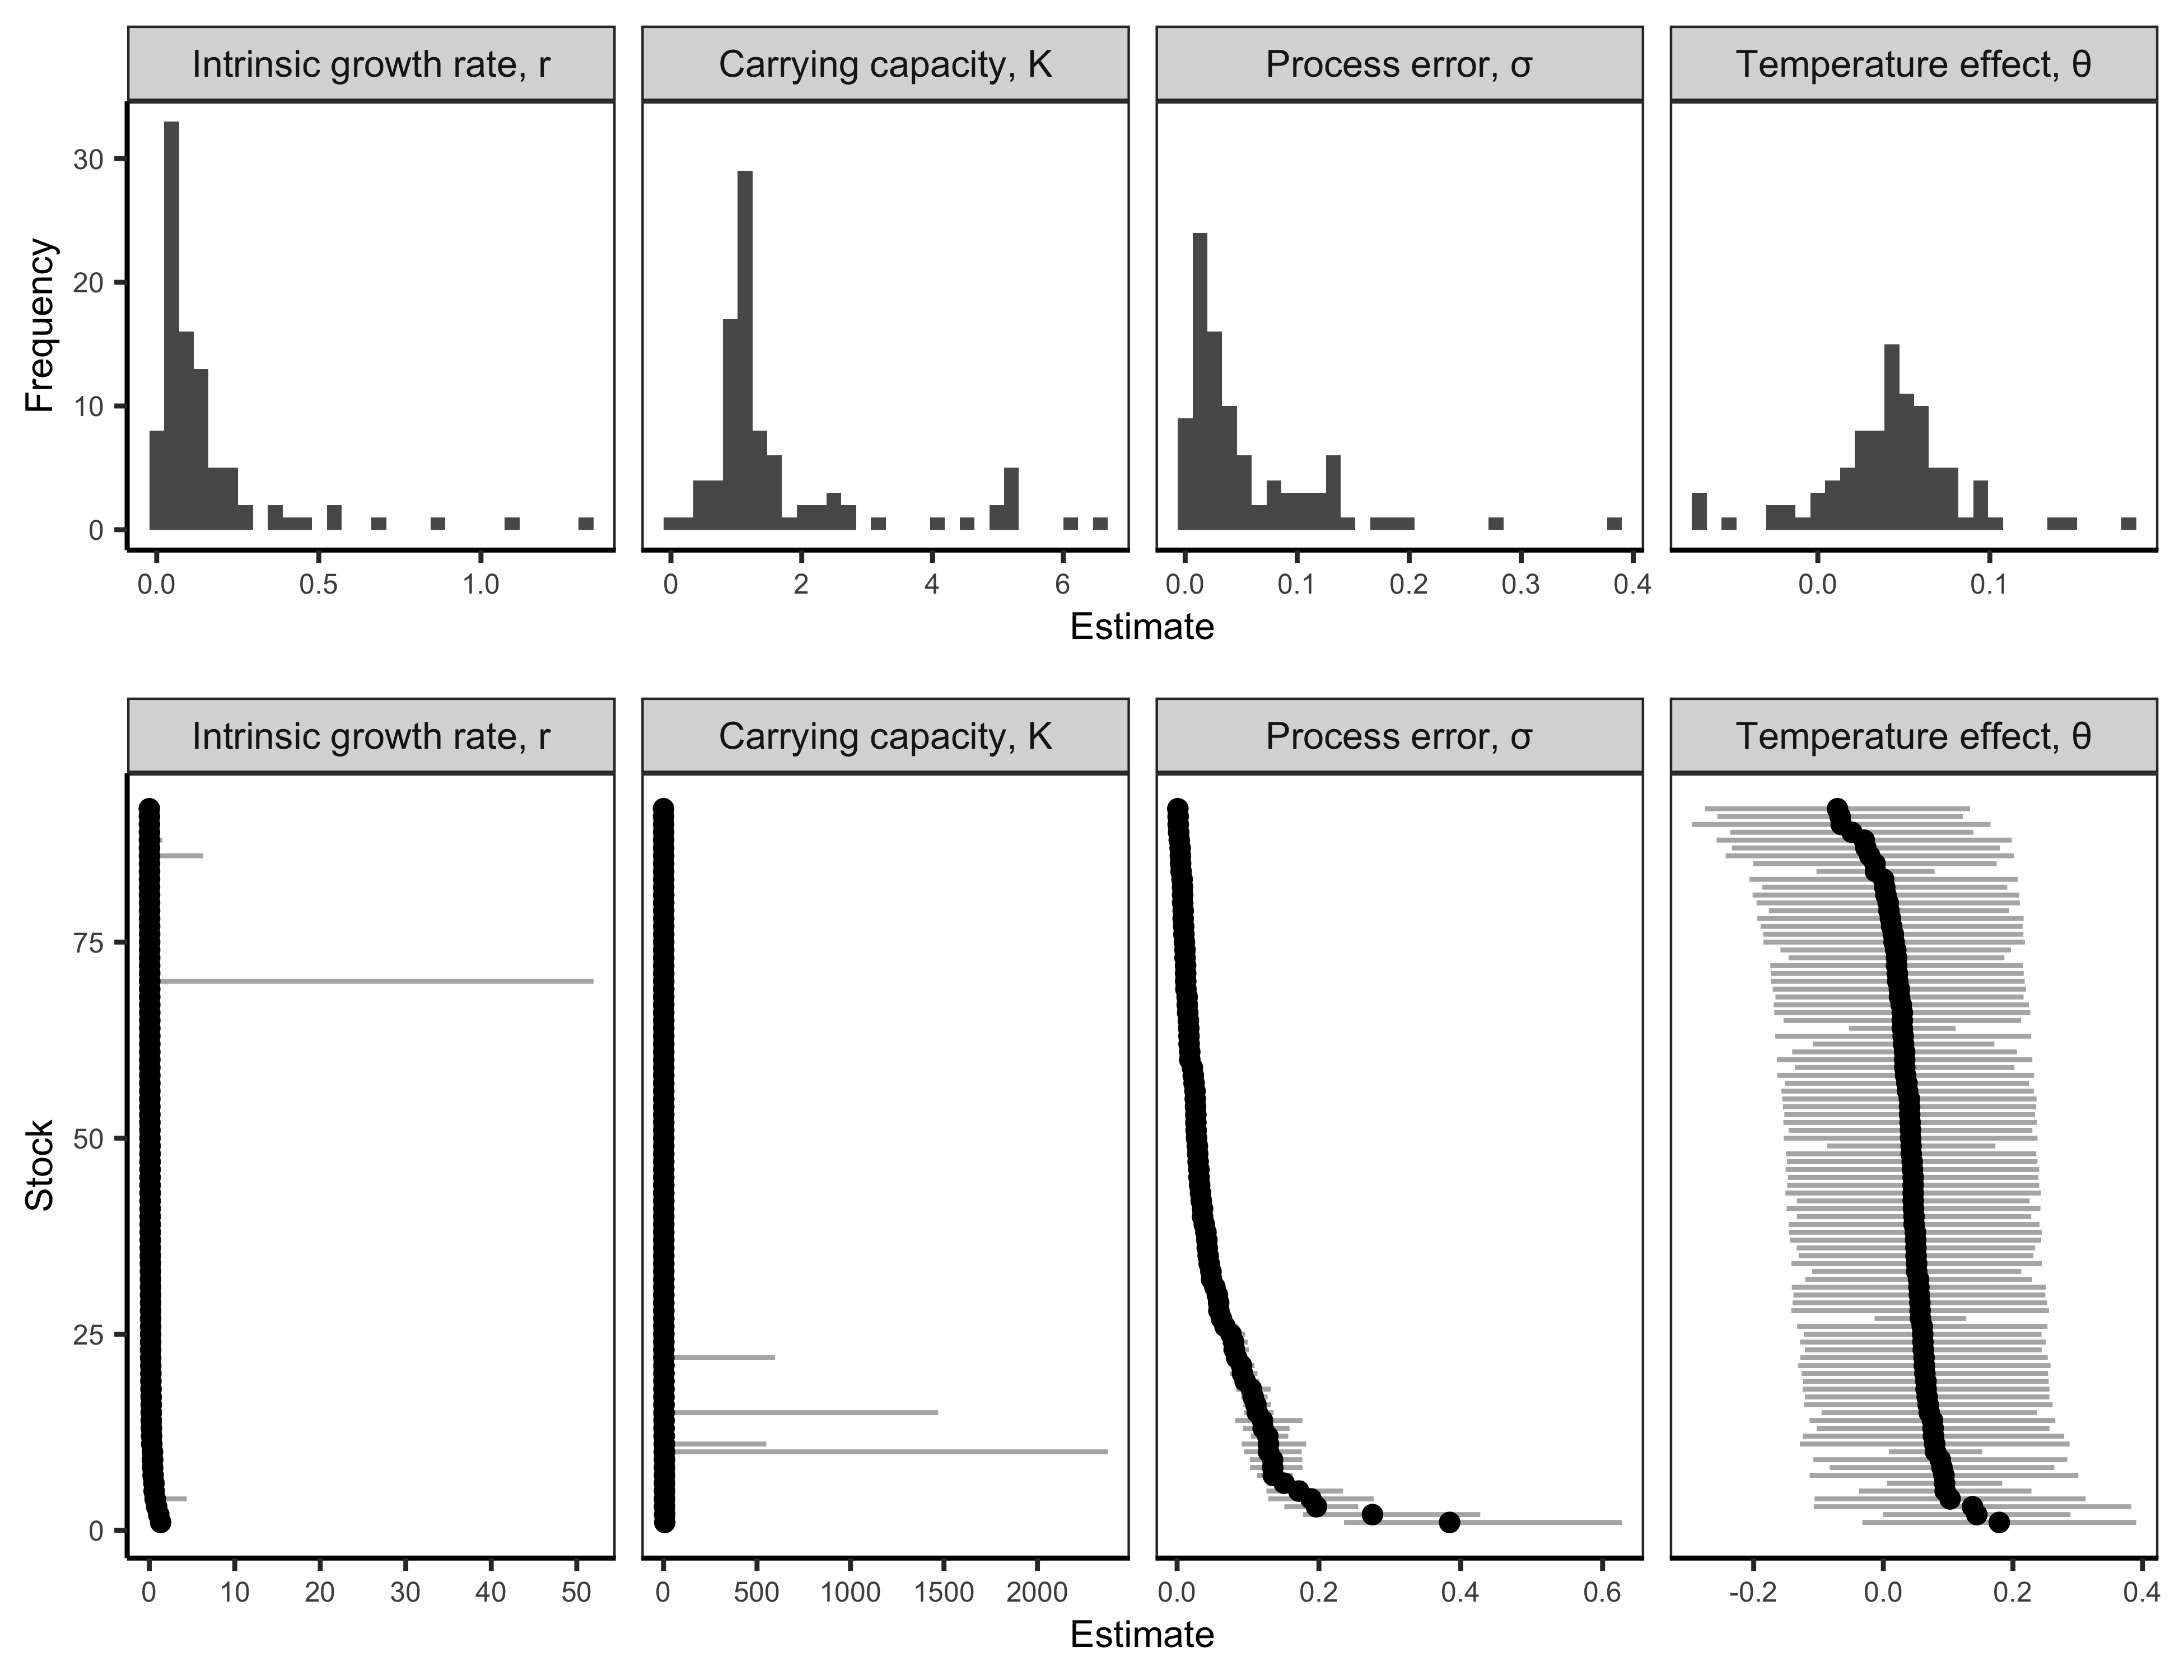 Intrinsic growth rate, r
Carrying capacity, K
Process error, σ
Temperature effect, θ
Frequency
30
20
10
0
0.0 0.5 1.0
0 2 4 6
0.0 0.1 0.2 0.3 0.4
0.0 0.1
Estimate
Intrinsic growth rate, r
Carrying capacity, K
Process error, σ
Temperature effect, θ
Stock
75
50
25
0
0 10 20 30 40 50
0 500 1000 1500 2000
0.0 0.2 0.4 0.6
-0.2 0.0 0.2 0.4
Estimate